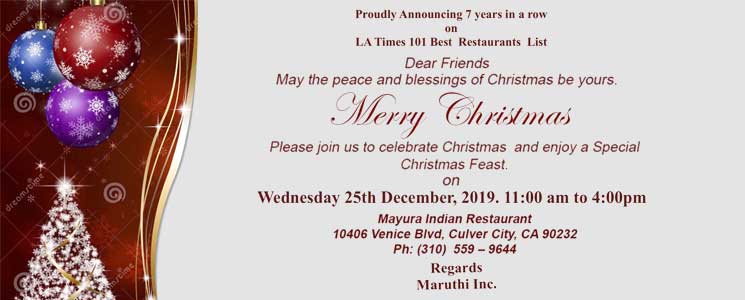 Proudly Announcing 7 years in a row
on
LA Times 101 Best Restaurants List
Dear Friends
May the peace and blessings of Christmas be yours.
Merry Christmas
Please join us to celebrate Christmas and enjoy a Special
Christmas Feast.
on
Wednesday 25th December, 2019. 11:00 am to 4:00pm
Mayura Indian Restaurant
10406 Venice Blvd, Culver City, CA 90232
Ph: (310) 559 – 9644
Regards
Maruthi Inc.
dreamstime
dreamstime